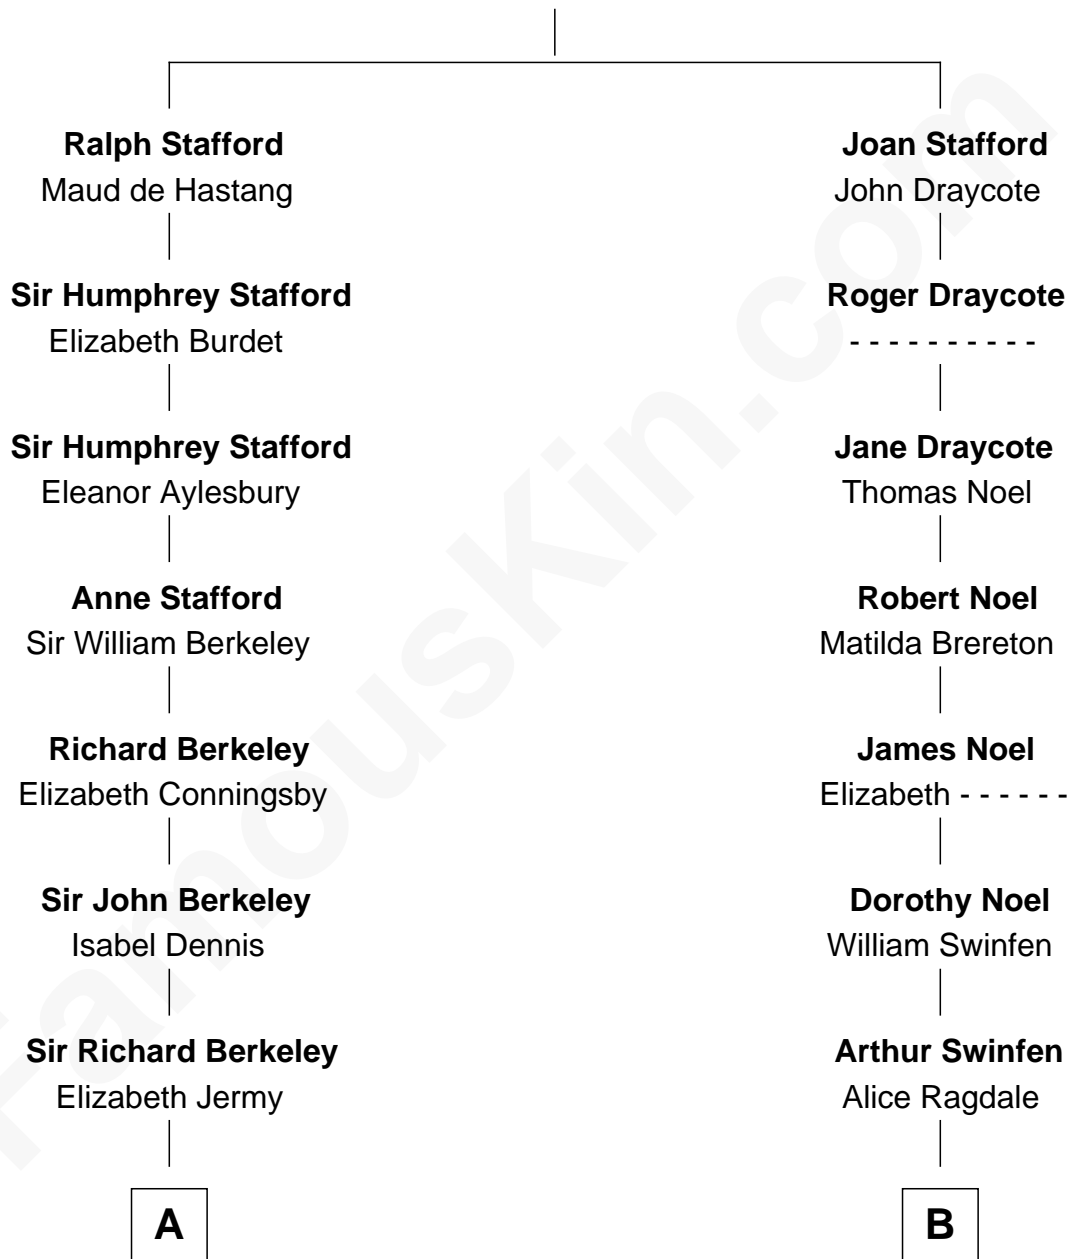 Ralph Stafford
Maud de Hastang
Sir Humphrey Stafford
Elizabeth Burdet
Sir Humphrey Stafford
Eleanor Aylesbury
Anne Stafford
Sir William Berkeley
Richard Berkeley
Elizabeth Conningsby
Sir John Berkeley
Isabel Dennis
Sir Richard Berkeley
Elizabeth Jermy
A
Joan Stafford
John Draycote
Roger Draycote
- - - - - - - - - -
Jane Draycote
Thomas Noel
Robert Noel
Matilda Brereton
James Noel
Elizabeth - - - - - -
Dorothy Noel
William Swinfen
Arthur Swinfen
Alice Ragdale
B
FamousKin.com